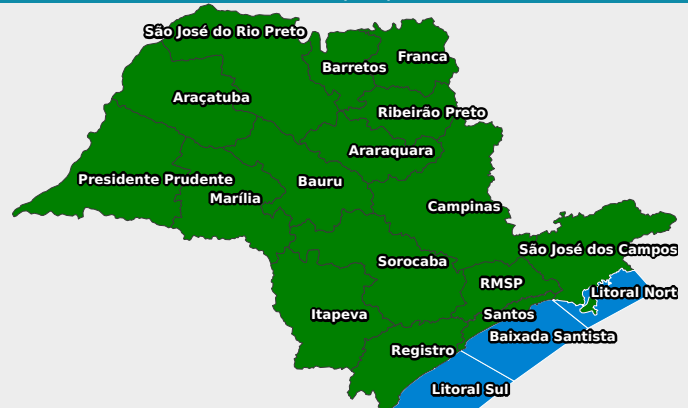 São José do Rio Preto
Franca
Barretos
Araçatuba
Ribeirão Preto
Araraquara
Presidente Prudente
Bauru
Marília
Campinas
São José dos Campos
Sorocaba
RMSP
Litoral Nort
Itapeva
Santos
Baixada Santista
Registro
Litoral Sul